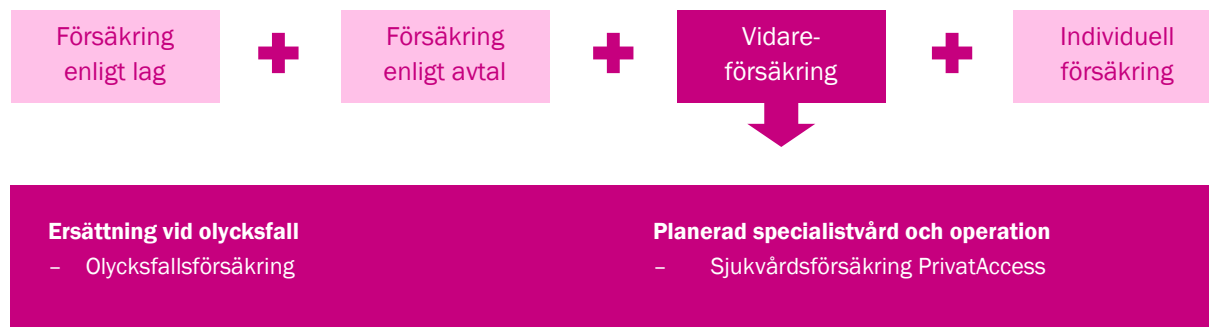 Försäkring
enligt lag
Försäkring
enligt avtal
Vidare-
försäkring
Individuell
försäkring
Ersättning vid olycksfall
– Olycksfallsförsäkring
Planerad specialistvård och operation
– Sjukvårdsförsäkring PrivatAccess